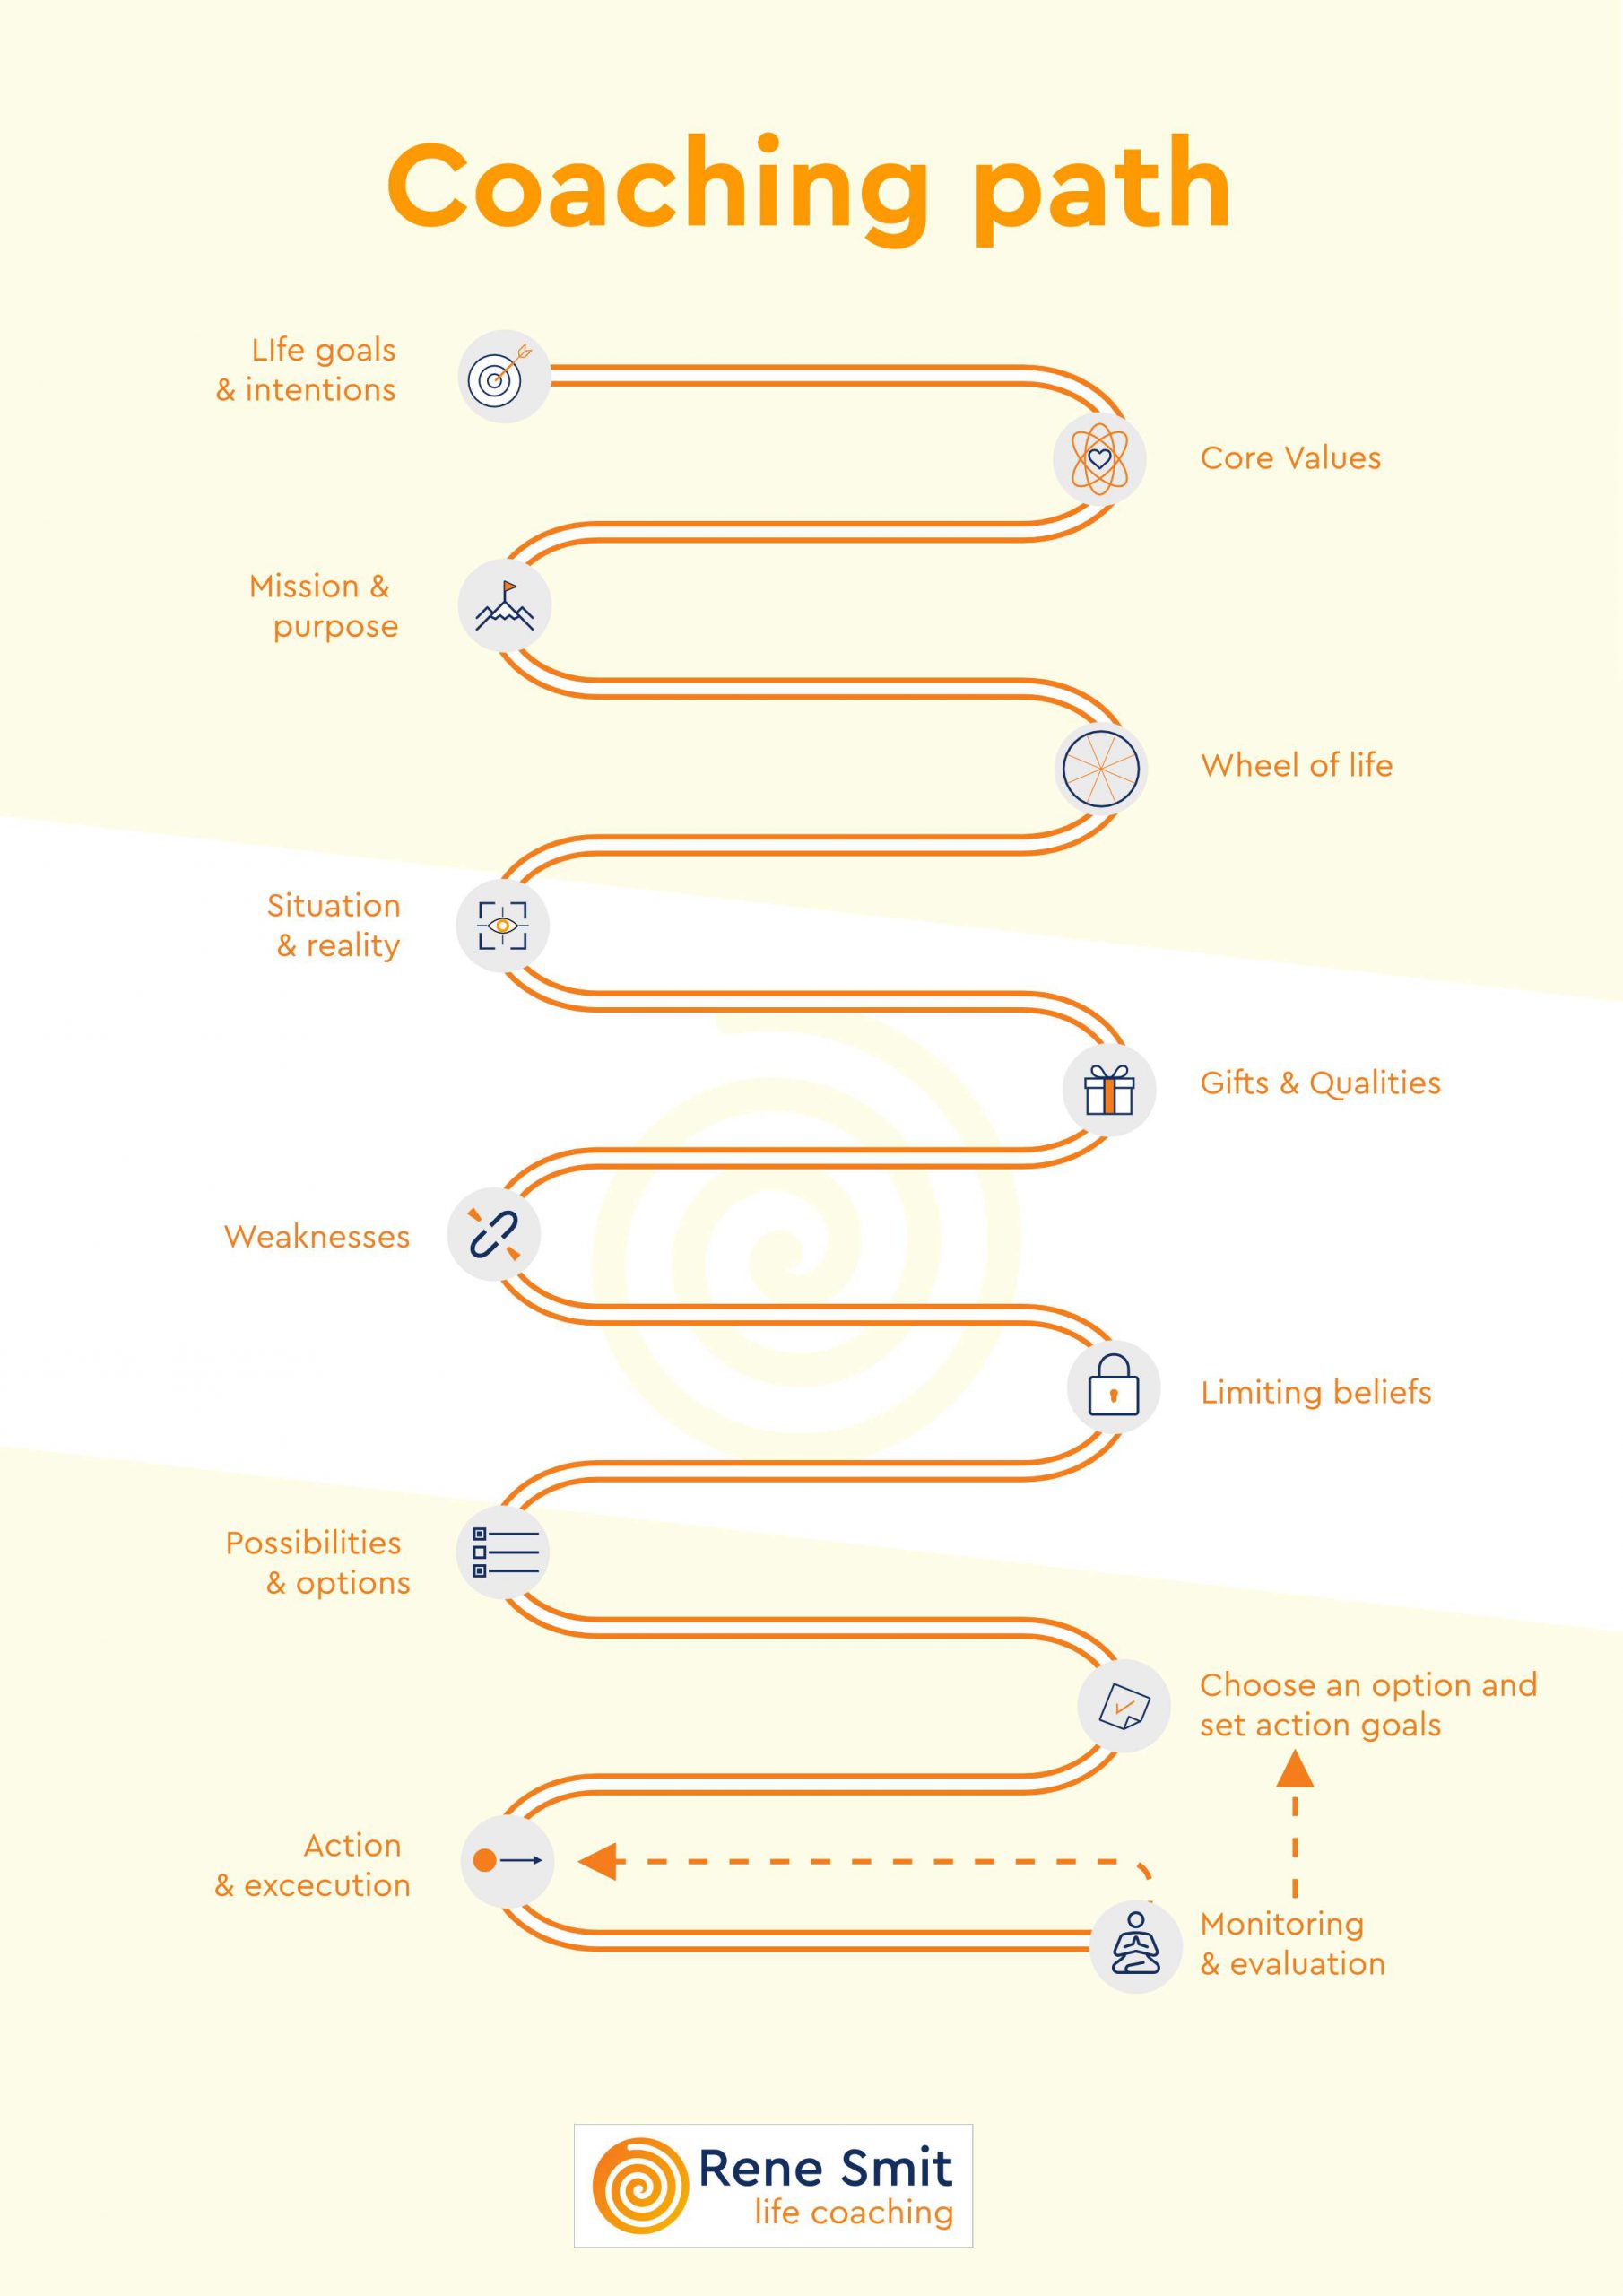 Coaching path
LIfe goals
& intentions
Core Values
Mission &
purpose
Wheel of life
Situation
& reality
Gifts & Qualities
Weaknesses
Limiting beliefs
Possibilities
& options
Choose an option and
set action goals
Action
& excecution
Monitoring
& evaluation
Rene Smit
life coaching